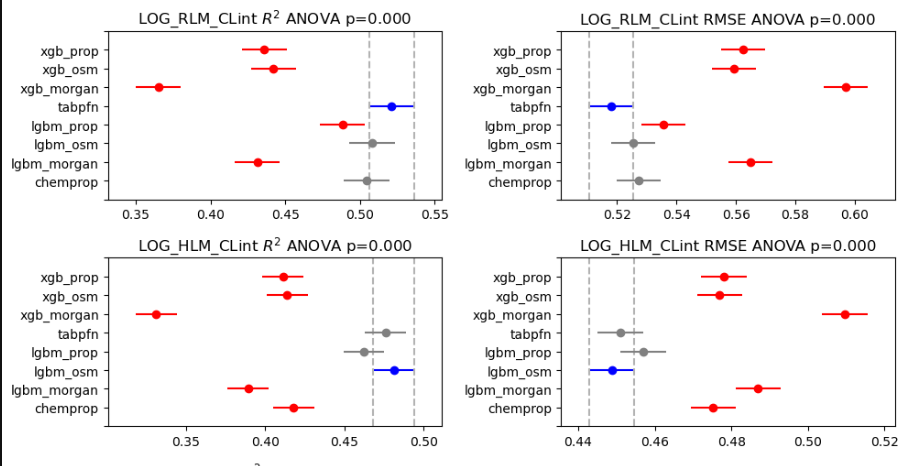 LOG_RLM_CLint R² ANOVA p=0.000
xgb_prop
xgb_osm
xgb_morgan
tabpfn
lgbm_prop
lgbm_osm
lgbm_morgan
chemprop
0.35 0.40 0.45 0.50 0.55
LOG_RLM_CLint RMSE ANOVA p=0.000
xgb_prop
xgb_osm
xgb_morgan
tabpfn
lgbm_prop
lgbm_osm
lgbm_morgan
chemprop
0.52 0.54 0.56 0.58 0.60
LOG_HLM_CLint R² ANOVA p=0.000
xgb_prop
xgb_osm
xgb_morgan
tabpfn
lgbm_prop
lgbm_osm
lgbm_morgan
chemprop
0.35 0.40 0.45 0.50
LOG_HLM_CLint RMSE ANOVA p=0.000
xgb_prop
xgb_osm
xgb_morgan
tabpfn
lgbm_prop
lgbm_osm
lgbm_morgan
chemprop
0.44 0.46 0.48 0.50 0.52